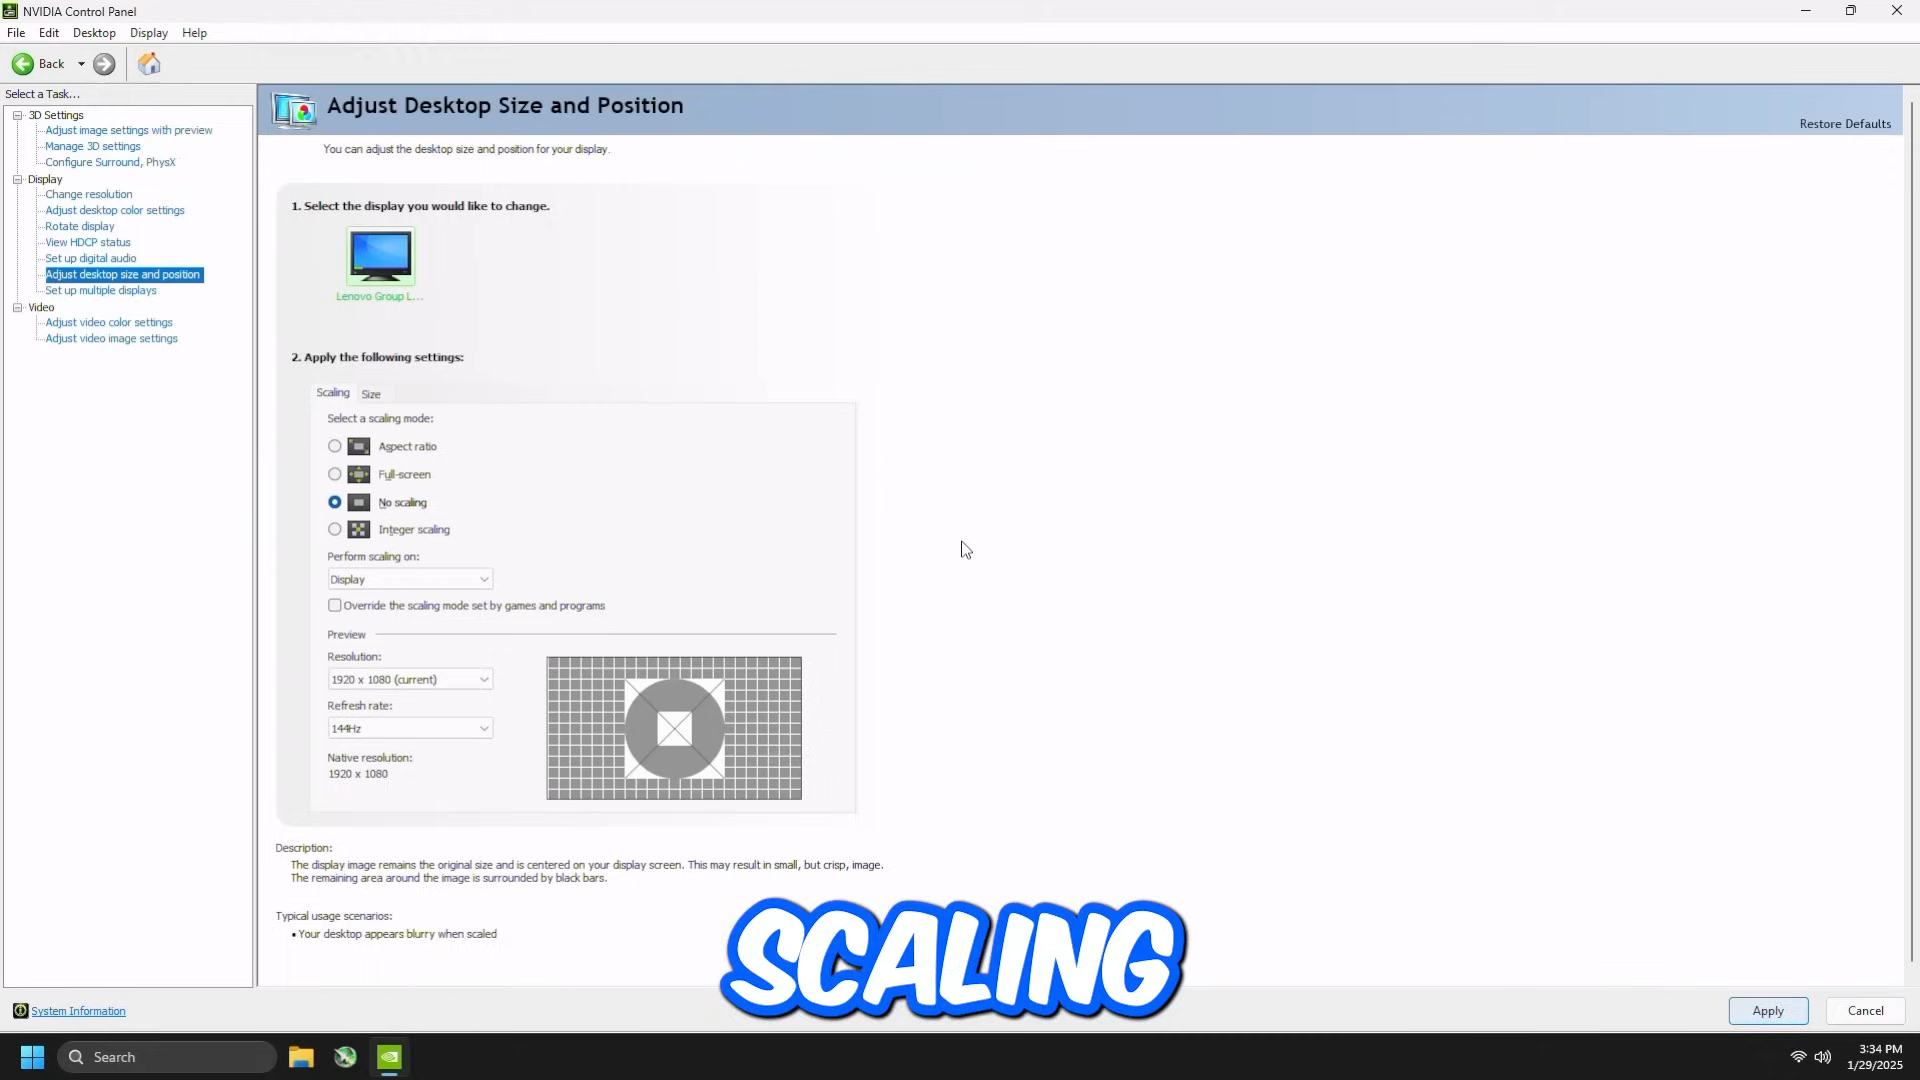 NVIDIA Control Panel
File Edit Desktop Display Help
Back
Select a Task...
3D Settings
Adjust image settings with preview
Manage 3D settings
Configure Surround, PhysX
Display
Change resolution
Adjust desktop color settings
Rotate display
View HDCP status
Set up digital audio
Adjust desktop size and position
Set up multiple displays
Video
Adjust video color settings
Adjust video image settings
Adjust Desktop Size and Position
Restore Defaults
You can adjust the desktop size and position for your display.
1. Select the display you would like to change.
Lenovo Group L...
2. Apply the following settings:
Scaling Size
Select a scaling mode:
Aspect ratio
Full-screen
No scaling
Integer scaling
Perform scaling on:
Display
Override the scaling mode set by games and programs
Preview
Resolution:
1920 x 1080 (current)
Refresh rate:
144Hz
Native resolution:
1920 x 1080
Description:
The display image remains the original size and is centered on your display screen. This may result in small, but crisp, image.
The remaining area around the image is surrounded by black bars.
Typical usage scenarios:
• Your desktop appears blurry when scaled
SCALING
System Information
Apply Cancel
Search
3:34 PM
1/29/2025